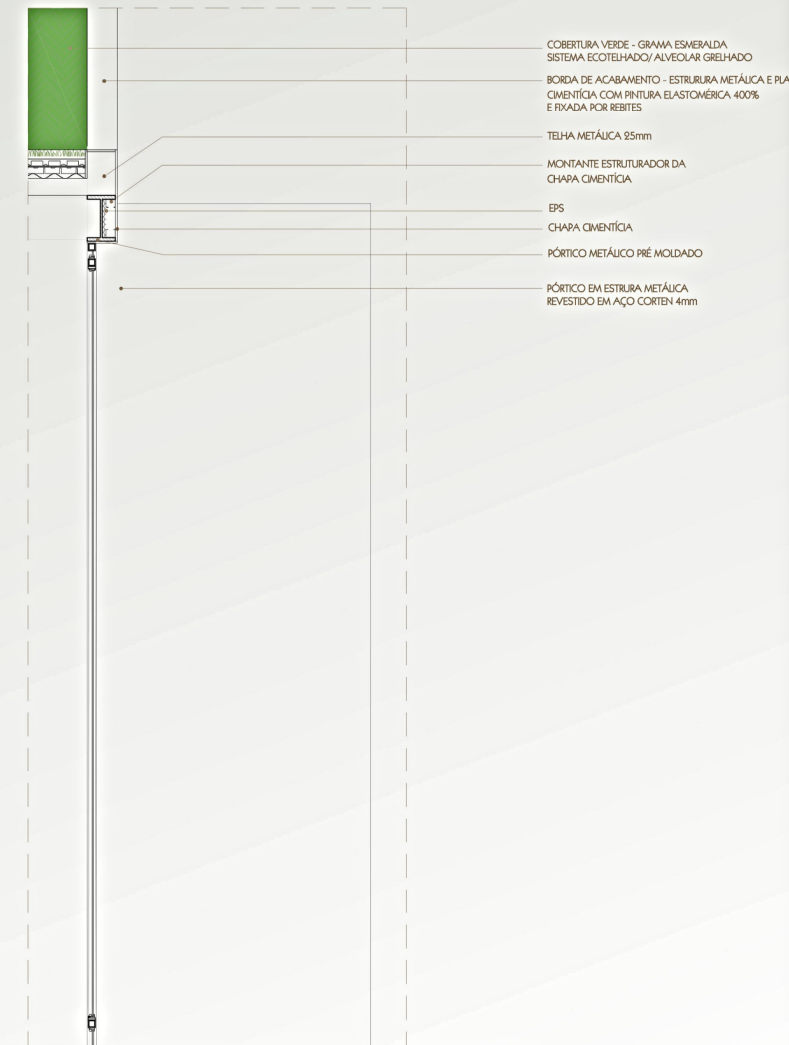 COBERTURA VERDE - GRAMA ESMERALDA
SISTEMA ECOTELHADO/ ALVEOLAR GRELHADO
BORDA DE ACABAMENTO - ESTRURURA METÁLICA E PLA
CIMENTÍCIA COM PINTURA ELASTOMÉRICA 400%
E FIXADA POR REBITES
TELHA METÁLICA 25mm
MONTANTE ESTRUTURADOR DA
CHAPA CIMENTÍCIA
EPS
CHAPA CIMENTÍCIA
PÓRTICO METÁLICO PRÉ MOLDADO
PÓRTICO EM ESTRURA METÁLICA
REVESTIDO EM AÇO CORTEN 4mm